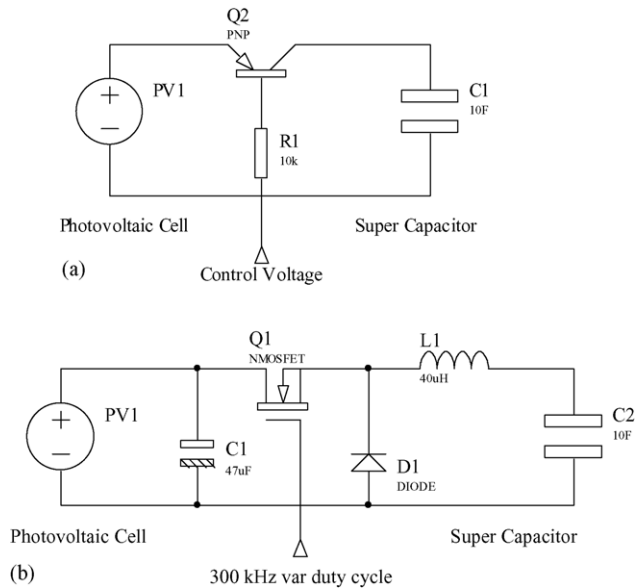 Q2
PNP
PV1
+
−
C1
10F
R1
10k
Photovoltaic Cell
Super Capacitor
(a)
Control Voltage
Q1
NMOSFET
L1
40uH
PV1
+
−
C1
47uF
C2
10F
D1
DIODE
Photovoltaic Cell
Super Capacitor
(b)
300 kHz var duty cycle